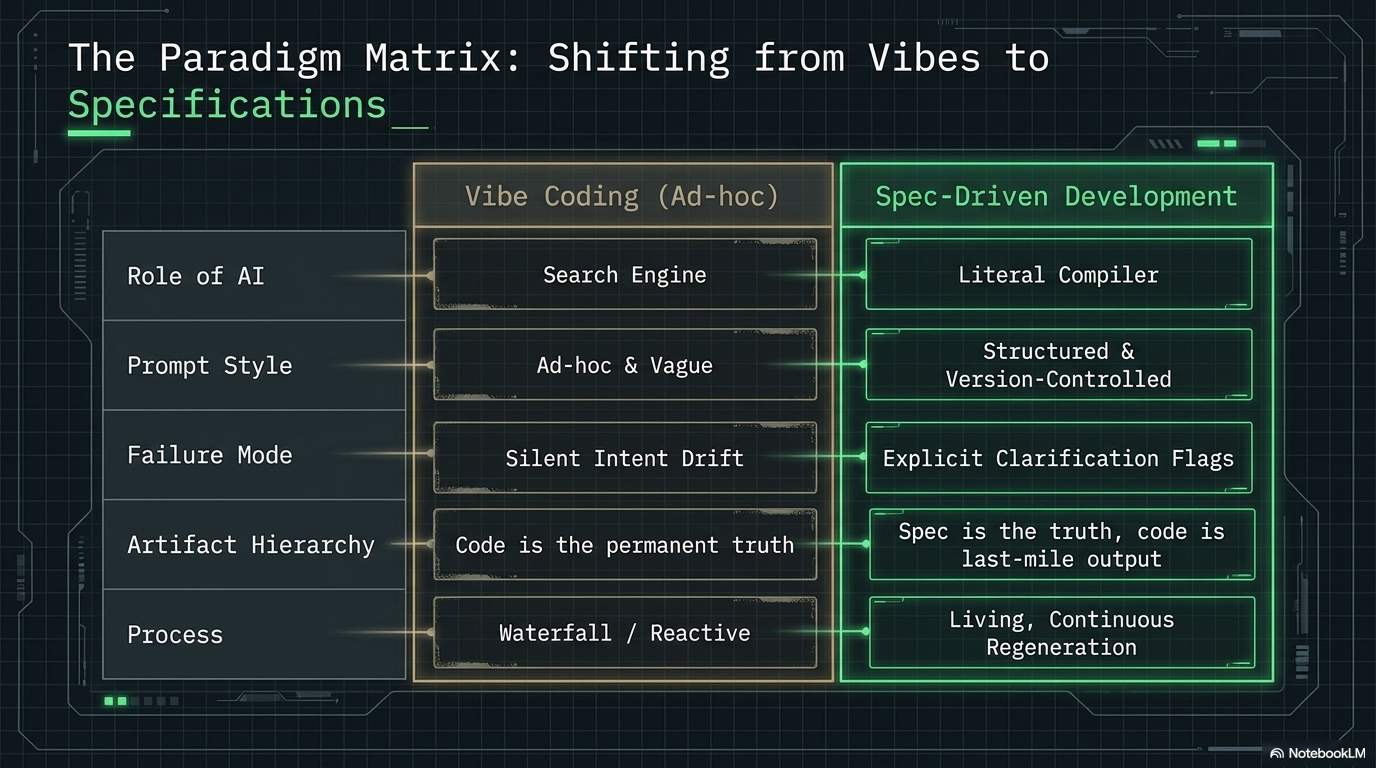 The Paradigm Matrix: Shifting from Vibes to
Specifications_
Vibe Coding (Ad-hoc)
Spec-Driven Development
Role of AI
Search Engine
Literal Compiler
Prompt Style
Ad-hoc & Vague
Structured &
Version-Controlled
Failure Mode
Silent Intent Drift
Explicit Clarification Flags
Artifact Hierarchy
Code is the permanent truth
Spec is the truth, code is
last-mile output
Process
Waterfall / Reactive
Living, Continuous
Regeneration
NotebookLM